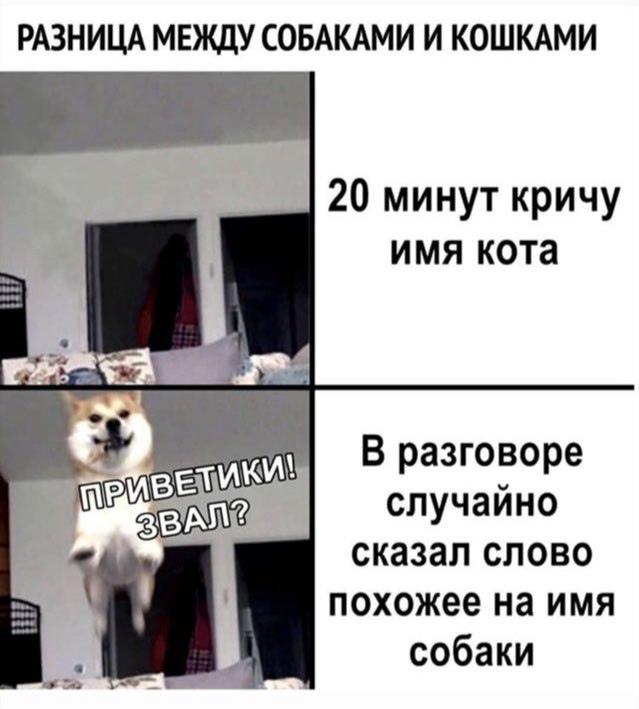 РАЗНИЦА МЕЖДУ СОБАКАМИ И КОШКАМИ
20 минут кричу
имя кота
ПРИВЕТИКИ!
ЗВАЛ?
В разговоре
случайно
сказал слово
похожее на имя
собаки